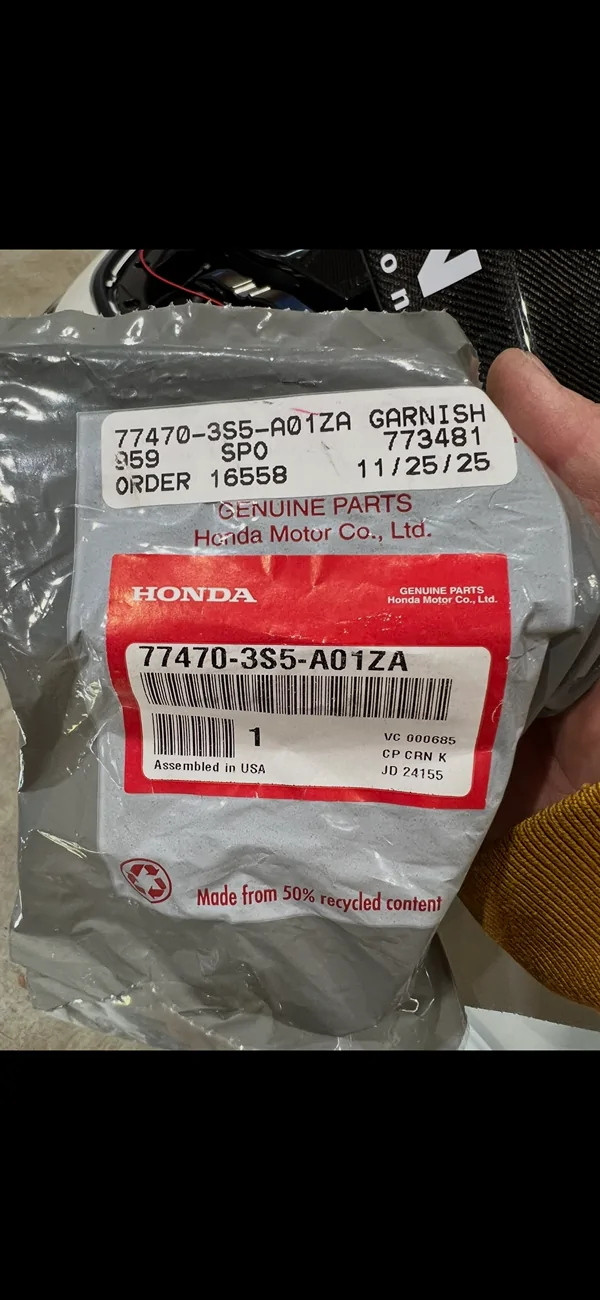 on
77470-3S5-A01ZA GARNISH
959 SPO 773481
ORDER 16558 11/25/25
GENUINE PARTS
Honda Motor Co., Ltd.
HONDA
GENUINE PARTS
Honda Motor Co., Ltd.
77470-3S5-A01ZA
1
VC 000685
CP CRN K
Assembled in USA
JD 24155
Made from 50% recycled content